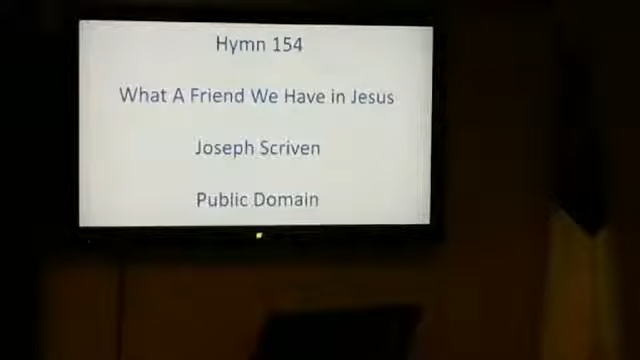 Hymn 154
What A Friend We Have in Jesus
Joseph Scriven
Public Domain